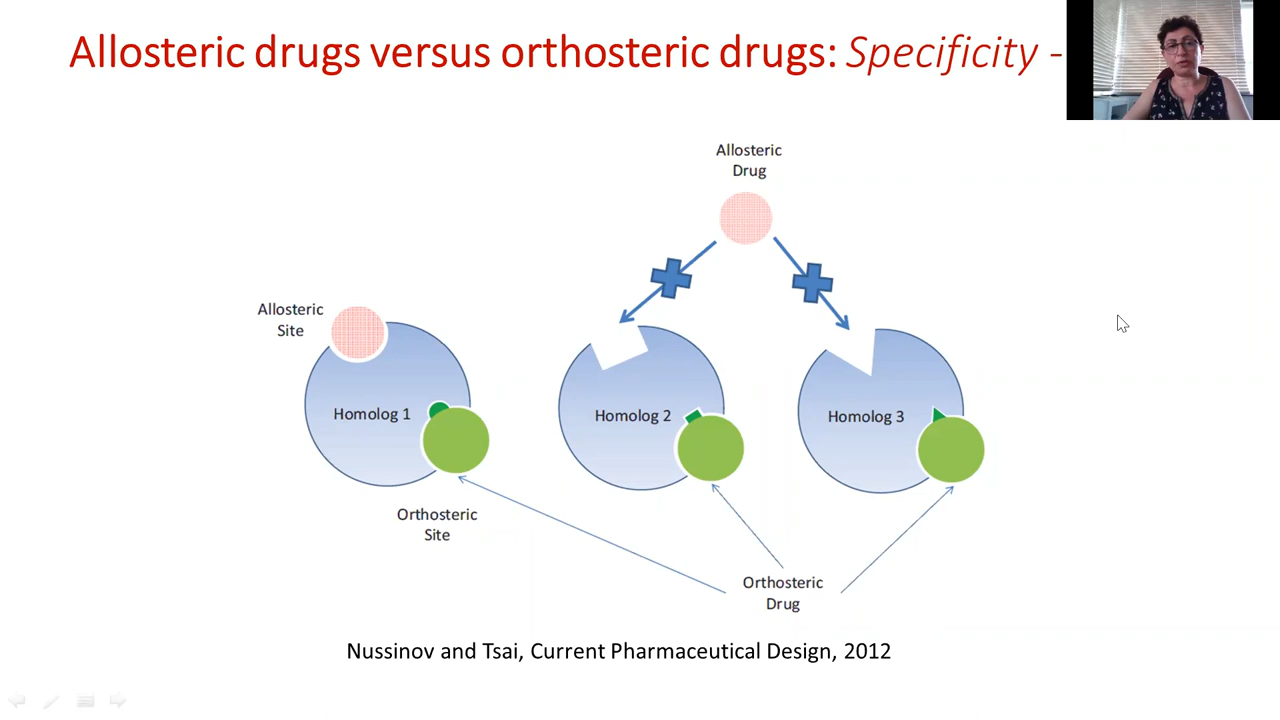 Allosteric drugs versus orthosteric drugs: Specificity -
Allosteric
Drug
Allosteric
Site
Homolog 1
Homolog 2
Homolog 3
Orthosteric
Site
Orthosteric
Drug
Nussinov and Tsai, Current Pharmaceutical Design, 2012